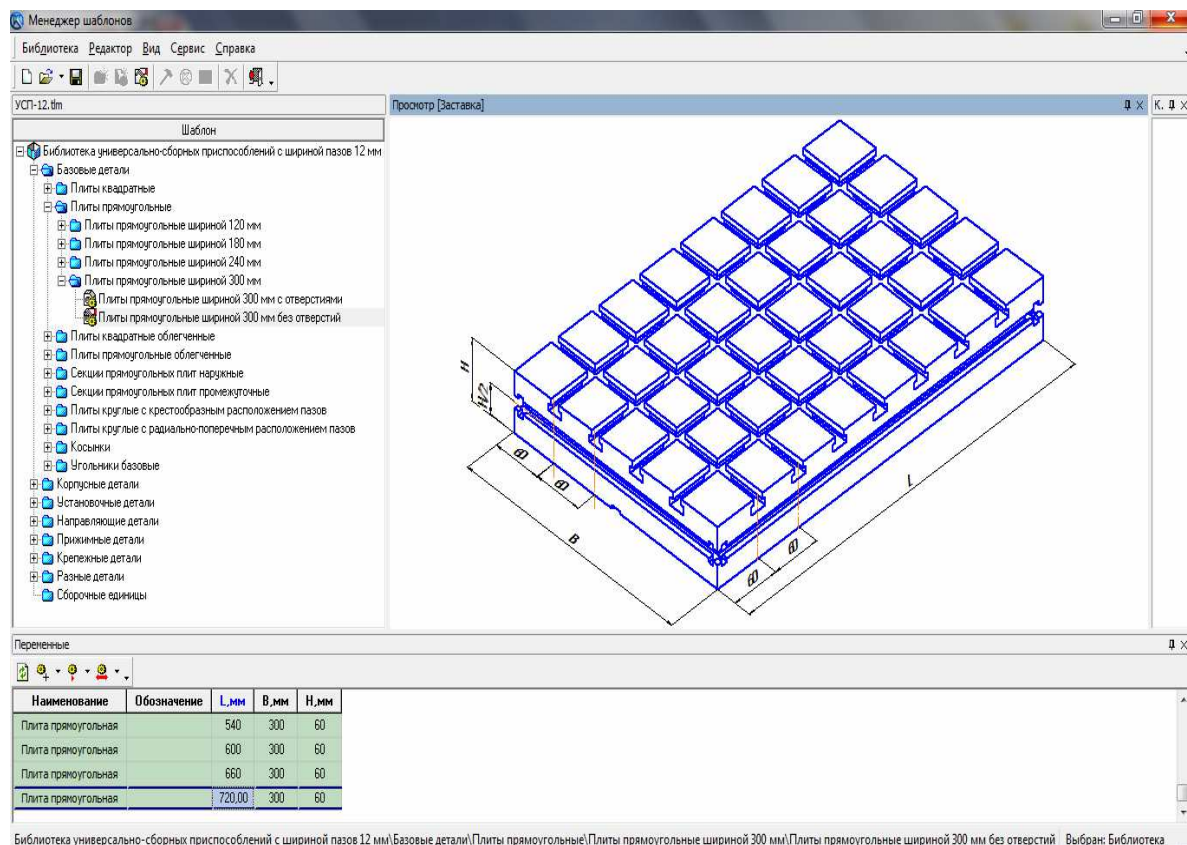 Менеджер шаблонов
Библиотека Редактор Вид Сервис Справка
УСП-12.tlm
Просмотр [Заставка]
К.
Шаблон
Библиотека универсально-сборных приспособлений с шириной пазов 12 мм
Базовые детали
Плиты квадратные
Плиты прямоугольные
Плиты прямоугольные шириной 120 мм
Плиты прямоугольные шириной 180 мм
Плиты прямоугольные шириной 240 мм
Плиты прямоугольные шириной 300 мм
Плиты прямоугольные шириной 300 мм с отверстиями
Плиты прямоугольные шириной 300 мм без отверстий
Плиты квадратные облегченные
Плиты прямоугольные облегченные
Секции прямоугольных плит наружные
Секции прямоугольных плит промежуточные
Плиты круглые с крестообразным расположением пазов
Плиты круглые с радиально-поперечным расположением пазов
Косынки
Угольники базовые
Корпусные детали
Установочные детали
Направляющие детали
Прижимные детали
Крепежные детали
Разные детали
Сборочные единицы
H
H/2
60
60
B
L
60
60
Переменные
Наименование Обозначение L,мм B,мм H,мм
Плита прямоугольная 540 300 60
Плита прямоугольная 600 300 60
Плита прямоугольная 660 300 60
Плита прямоугольная 720,00 300 60
Библиотека универсально-сборных приспособлений с шириной пазов 12 мм\Базовые детали\Плиты прямоугольные\Плиты прямоугольные шириной 300 мм\Плиты прямоугольные шириной 300 мм без отверстий Выбран: Библиотека